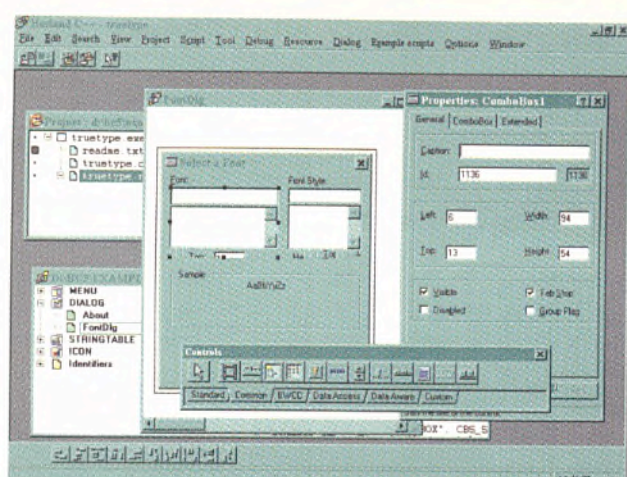 Borland C++ - truetype
File Edit Search View Project Script Tool Debug Resource Dialog Example scripts Options Window
FontDlg
Project :
truetype.exe
readme.txt
Select a Font
Font:
Font Style:
Sample
AaBbYyZz
Properties: ComboBox1
General ComboBox Extended
Caption:
Id: 1136 1136
Left: 6 Width: 94
Top: 13 Height: 54
Visible Tab Stop
Disabled Group Flag
MENU
DIALOG
About
FontDlg
STRINGTABLE
ICON
Identifiers
Controls
Standard Common BWCC Data Access Data Aware Custom